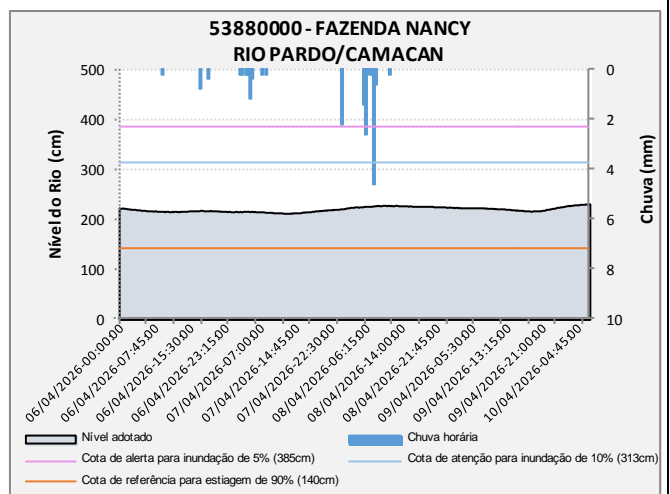 53880000 - FAZENDA NANCY
RIO PARDO/CAMACAN
Nível do Rio (cm)
500
400
300
200
100
0
Chuva (mm)
0
2
4
6
8
10
06/04/2026-00:00:00
06/04/2026-07:45:00
06/04/2026-15:30:00
06/04/2026-23:15:00
07/04/2026-07:00:00
07/04/2026-14:45:00
07/04/2026-22:30:00
08/04/2026-06:15:00
08/04/2026-14:00:00
08/04/2026-21:45:00
09/04/2026-05:30:00
09/04/2026-13:15:00
09/04/2026-21:00:00
10/04/2026-04:45:00
Nível adotado
Chuva horária
Cota de alerta para inundação de 5% (385cm)
Cota de atenção para inundação de 10% (313cm)
Cota de referência para estiagem de 90% (140cm)